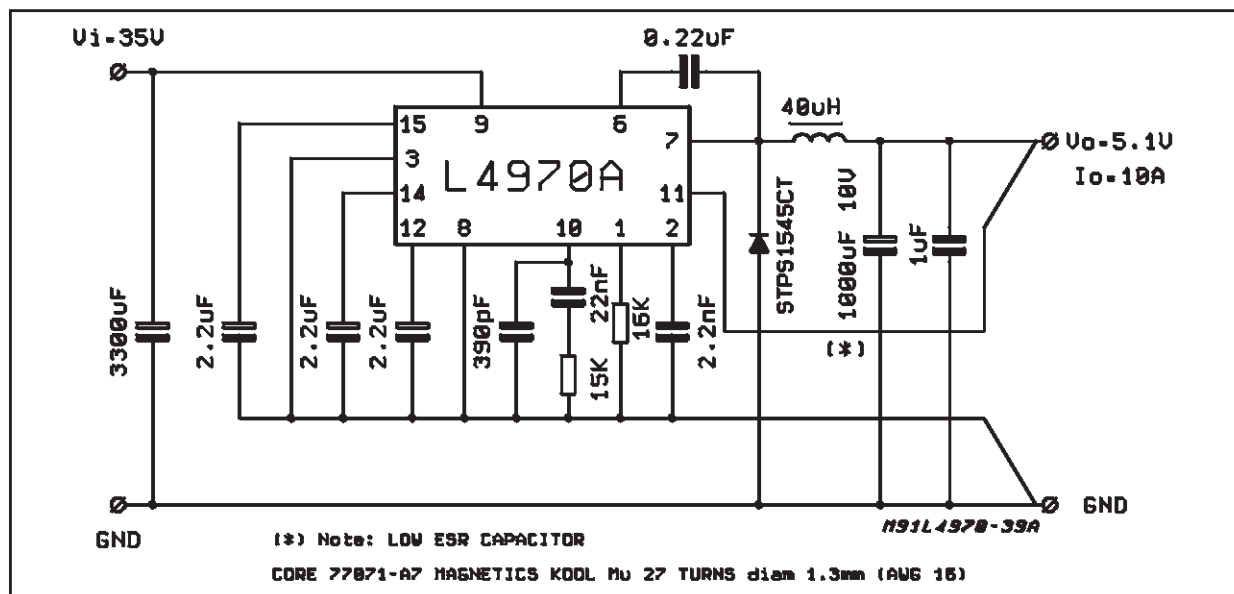 Vi=35V
0.22uF
40uH
15
9
6
7
3
L4970A
14
11
12
8
10
1
2
Vo=5.1V
Io=10A
3300uF
2.2uF
2.2uF
2.2uF
390pF
22nF
15K
16K
2.2nF
STPS1545CT
1000uF 10V
1uF
(*)
GND
GND
M91L4970-39A
(*) Note: LOW ESR CAPACITOR
CORE 77071-A7 MAGNETICS KOOL Mu 27 TURNS diam 1.3mm (AWG 16)